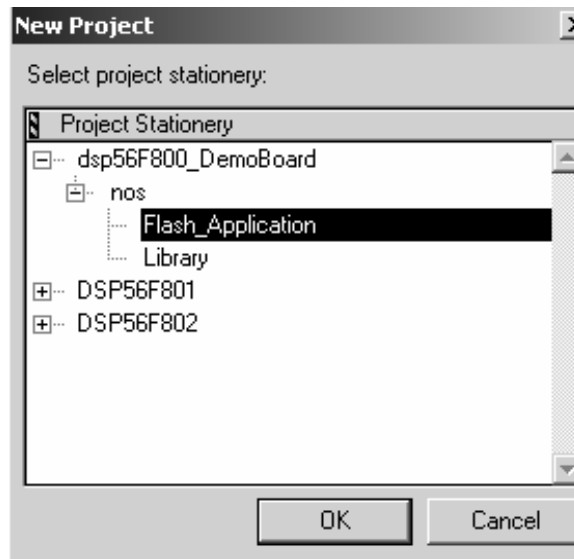 New Project
Select project stationery:
Project Stationery
dsp56F800_DemoBoard
nos
Flash_Application
Library
DSP56F801
DSP56F802
OK Cancel